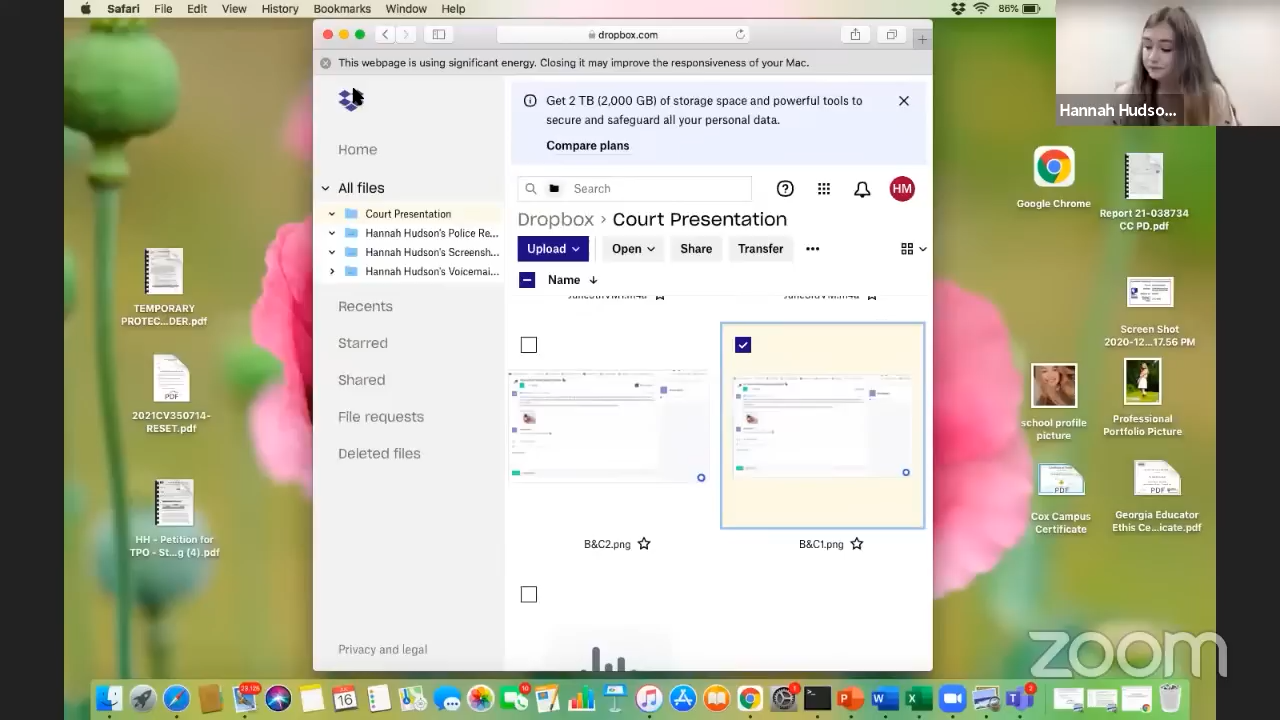 Safari File Edit View History Bookmarks Window Help
86%
dropbox.com
This webpage is using significant energy. Closing it may improve the responsiveness of your Mac.
Get 2 TB (2,000 GB) of storage space and powerful tools to
secure and safeguard all your personal data.
Compare plans
Home
All files
Court Presentation
Hannah Hudson's Police Re...
Hannah Hudson's Screensh...
Hannah Hudson's Voicemai...
Recents
Starred
Shared
File requests
Deleted files
Privacy and legal
Search
HM
Dropbox › Court Presentation
Upload
Open
Share
Transfer
Name
B&C2.png
B&C1.png
TEMPORARY
PROTEC...DER.pdf
PDF
2021CV350714-
RESET.pdf
HH - Petition for
TPO - St...g (4).pdf
Hannah Hudso...
Google Chrome
Report 21-038734
CC PD.pdf
Screen Shot
2020-12...17.56 PM
school profile
picture
Professional
Portfolio Picture
PDF
Cox Campus
Certificate
PDF
Georgia Educator
Ethis Ce...icate.pdf
zoom
16